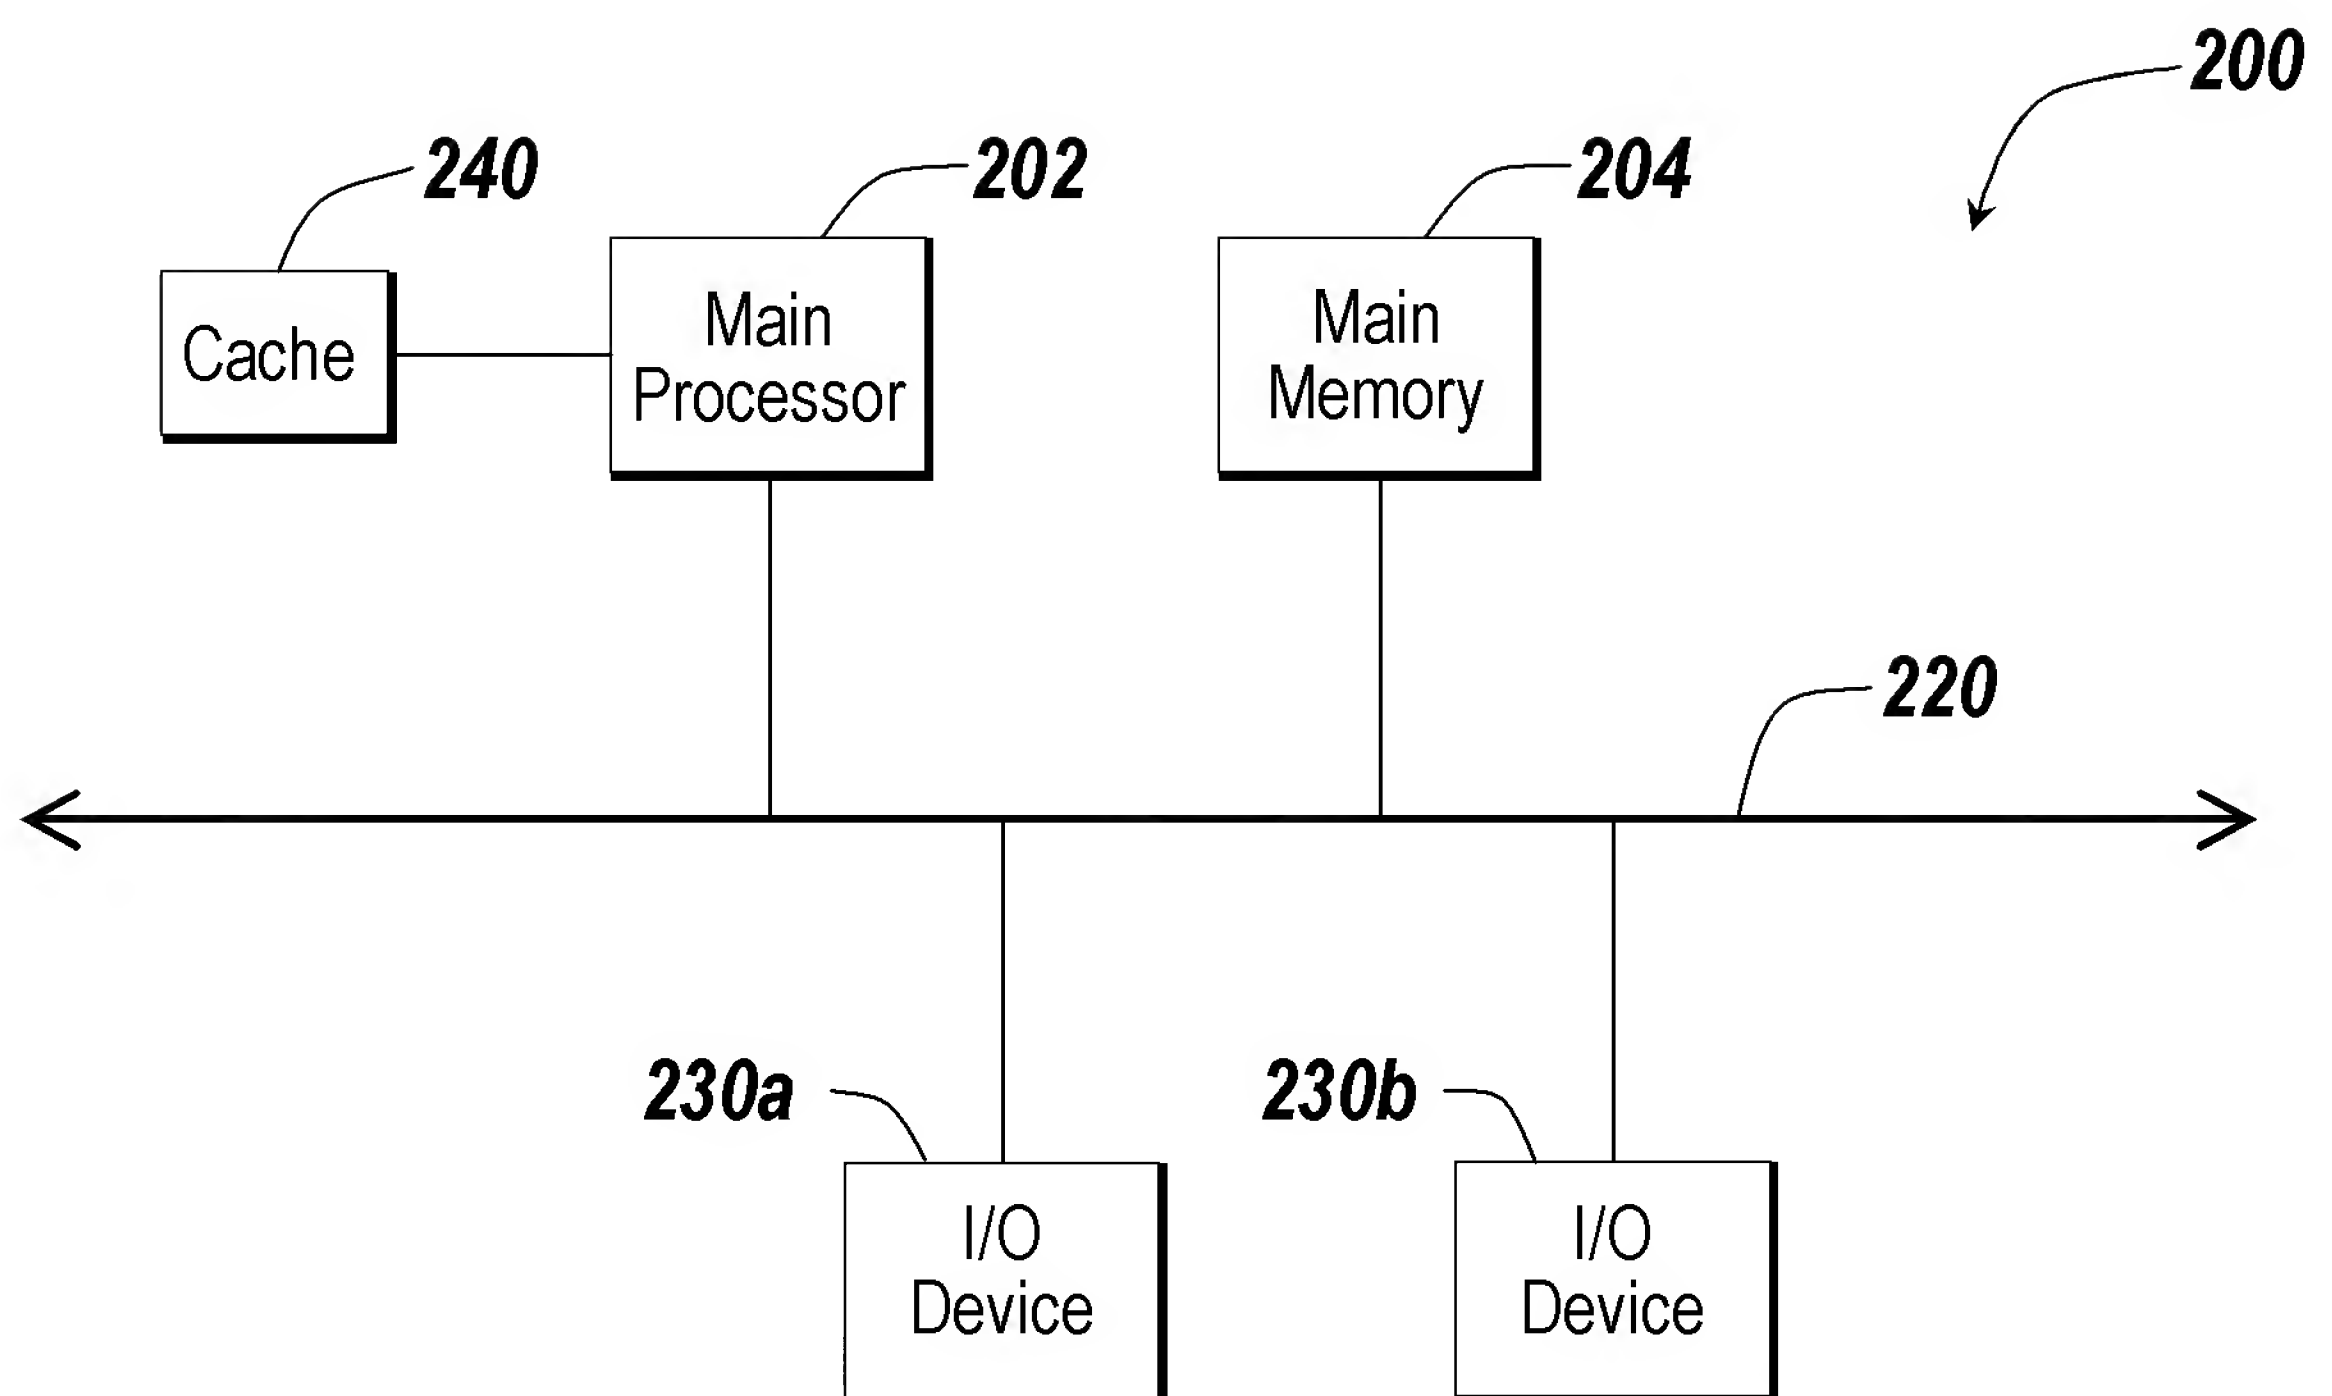 200
240
202
204
Cache
Main
Processor
Main
Memory
220
230a
230b
I/O
Device
I/O
Device